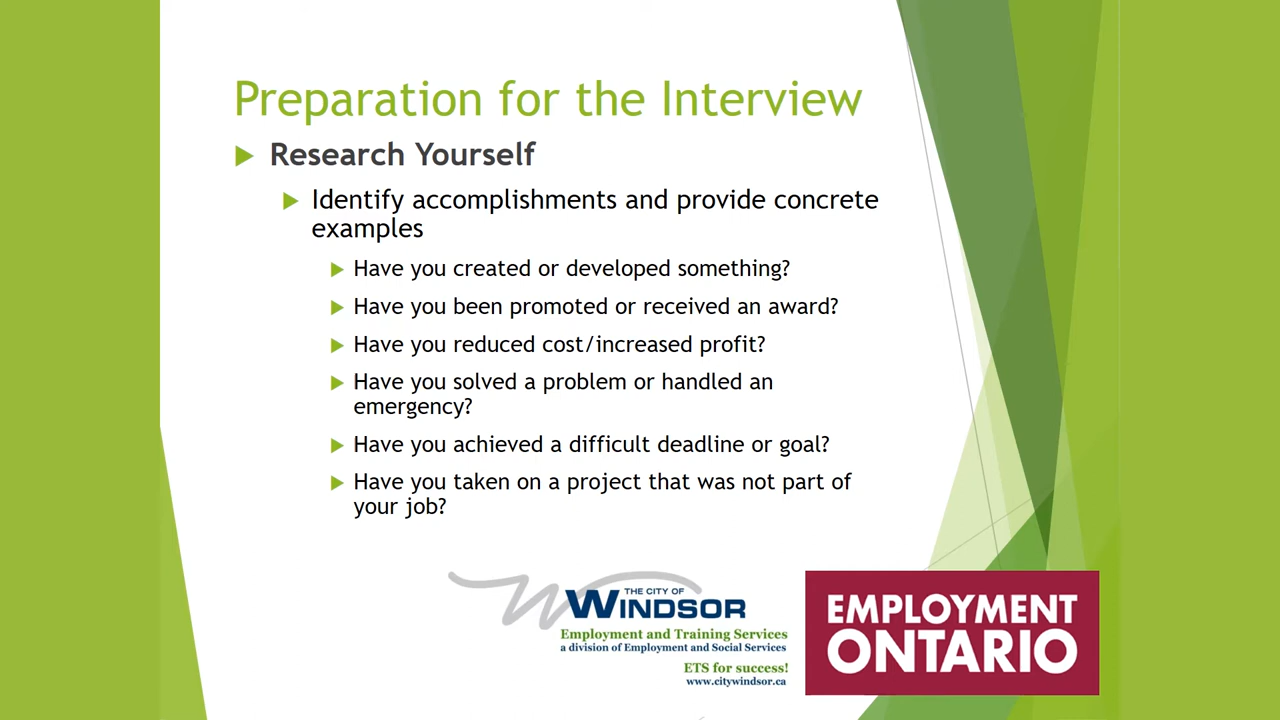 Preparation for the Interview
Research Yourself
Identify accomplishments and provide concrete
examples
Have you created or developed something?
Have you been promoted or received an award?
Have you reduced cost/increased profit?
Have you solved a problem or handled an
emergency?
Have you achieved a difficult deadline or goal?
Have you taken on a project that was not part of
your job?
THE CITY OF
WINDSOR
Employment and Training Services
a division of Employment and Social Services
ETS for success!
www.citywindsor.ca
EMPLOYMENT
ONTARIO